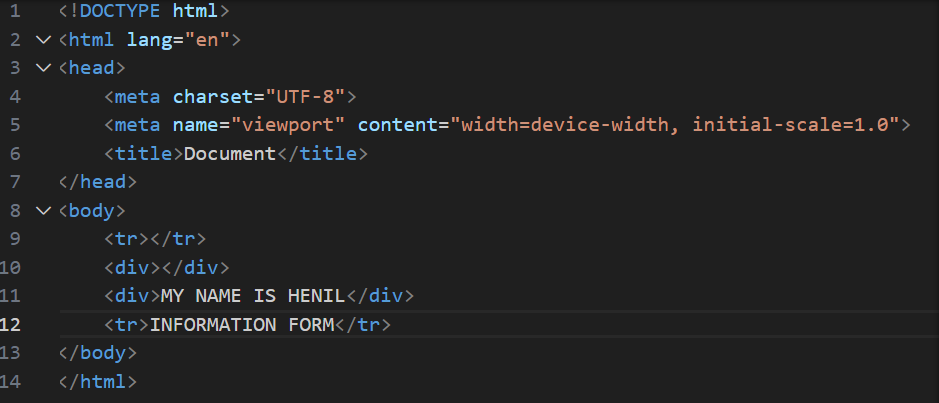 1 <!DOCTYPE html>
2 <html lang="en">
3 <head>
4     <meta charset="UTF-8">
5     <meta name="viewport" content="width=device-width, initial-scale=1.0">
6     <title>Document</title>
7 </head>
8 <body>
9     <tr></tr>
10     <div></div>
11     <div>MY NAME IS HENIL</div>
12     <tr>INFORMATION FORM</tr>
13 </body>
14 </html>